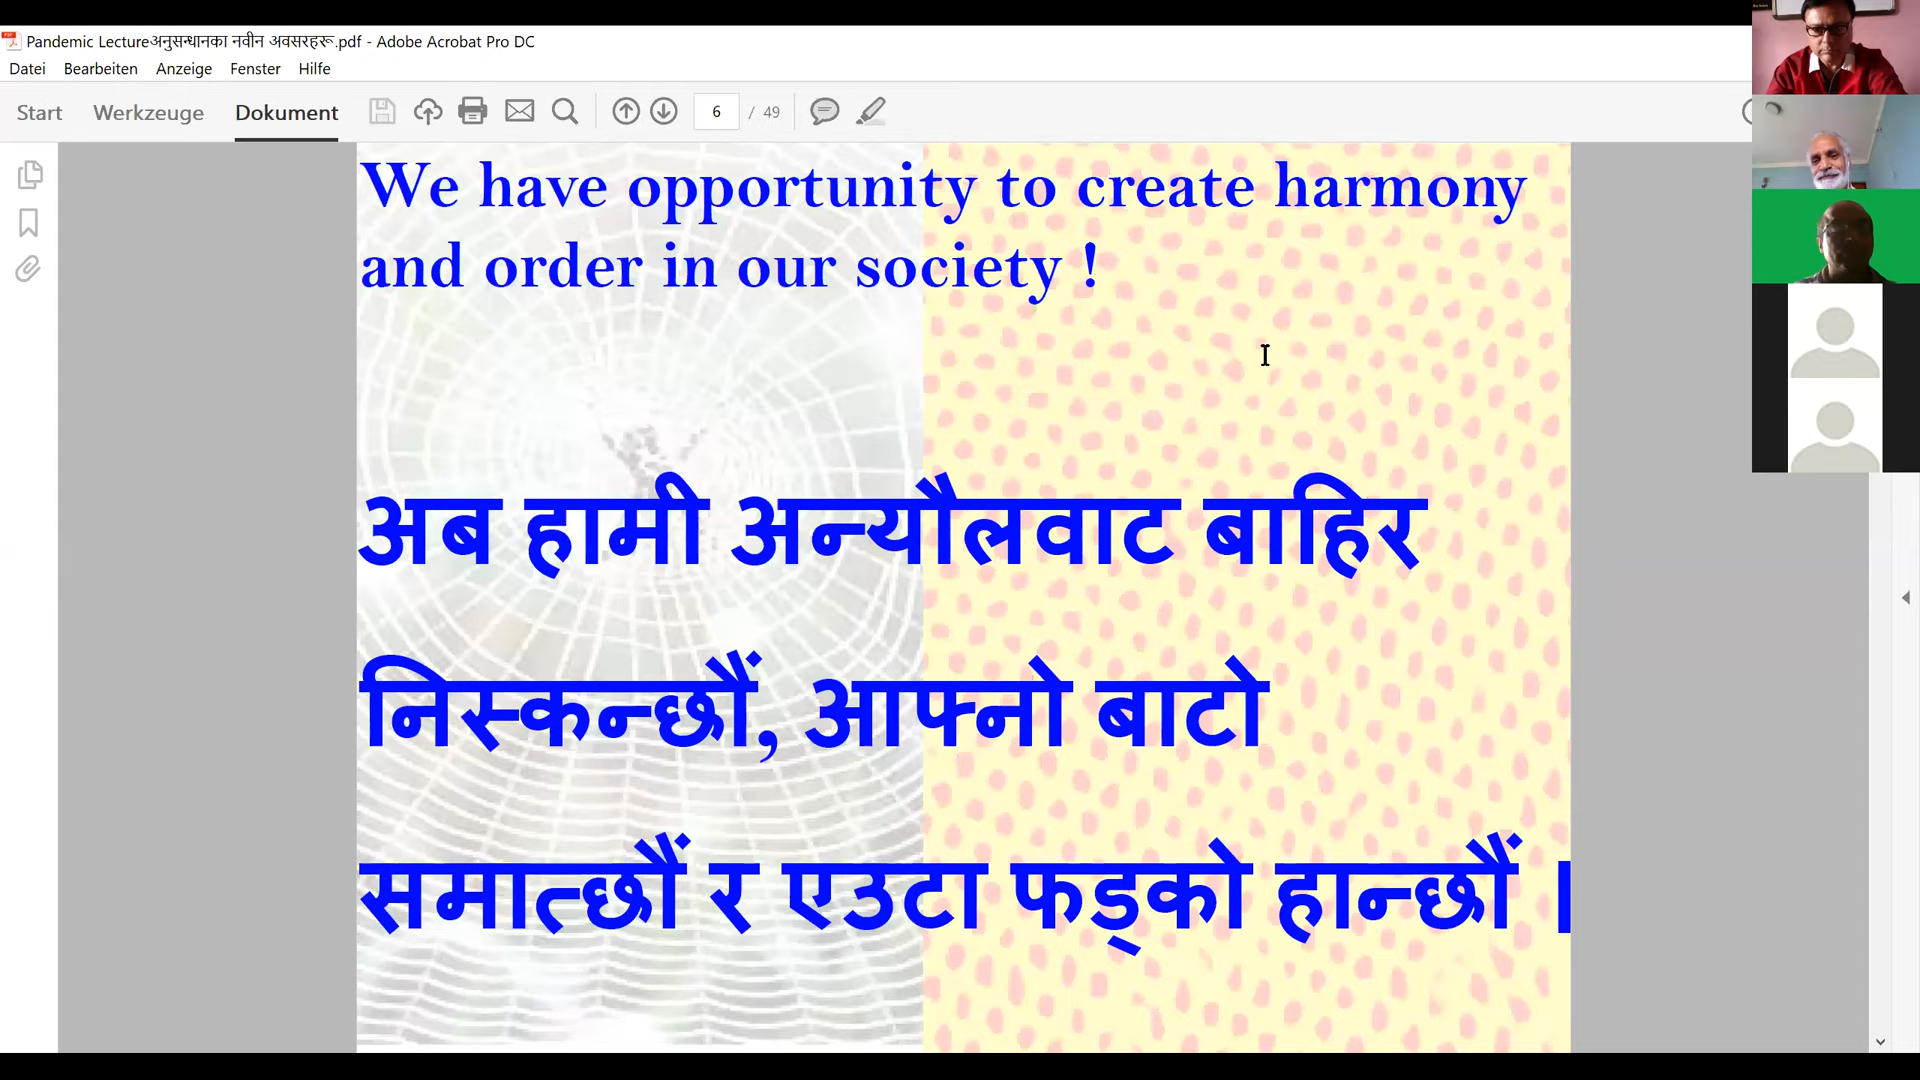 Pandemic Lectureअनुसन्धानका नवीन अवसरहरू.pdf - Adobe Acrobat Pro DC
Datei Bearbeiten Anzeige Fenster Hilfe
Start Werkzeuge Dokument 6 / 49
We have opportunity to create harmony
and order in our society !
अब हामी अन्यौलवाट बाहिर
निस्कन्छौं, आफ्नो बाटो
समात्छौं र एउटा फड्को हान्छौं ।